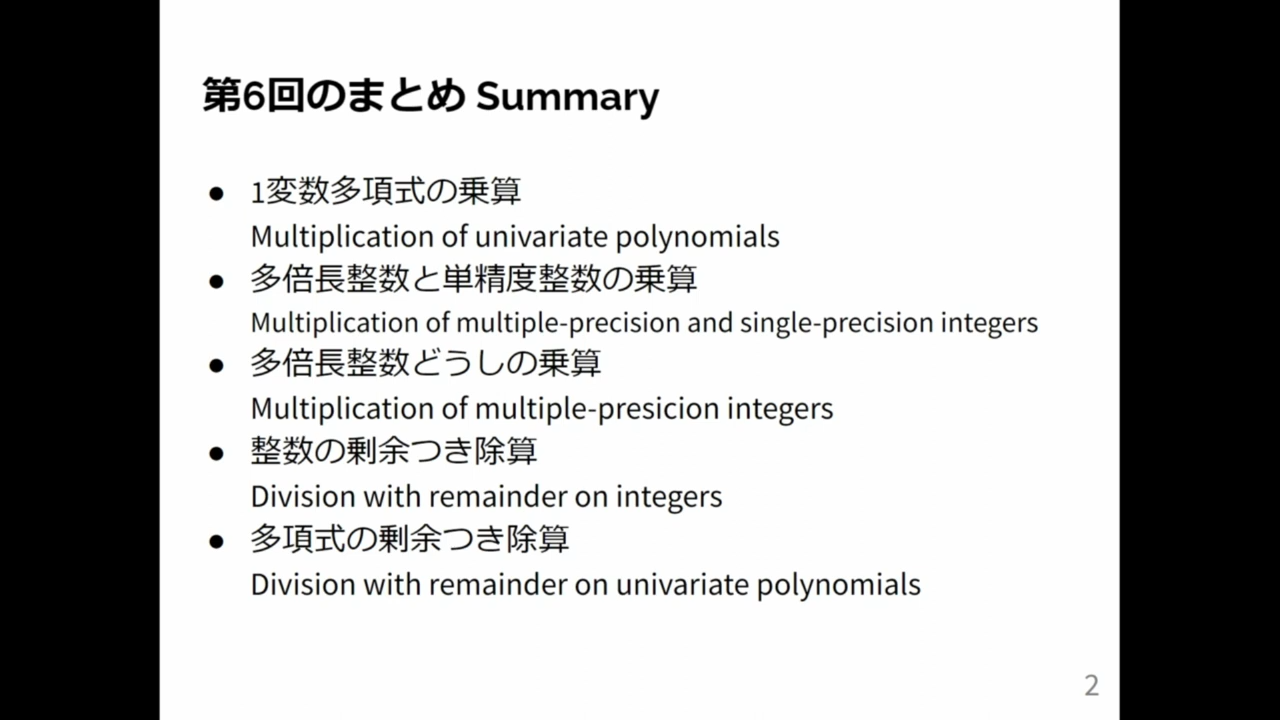 第6回のまとめ Summary
● 1変数多項式の乗算
Multiplication of univariate polynomials
● 多倍長整数と単精度整数の乗算
Multiplication of multiple-precision and single-precision integers
● 多倍長整数どうしの乗算
Multiplication of multiple-presicion integers
● 整数の剰余つき除算
Division with remainder on integers
● 多項式の剰余つき除算
Division with remainder on univariate polynomials
2